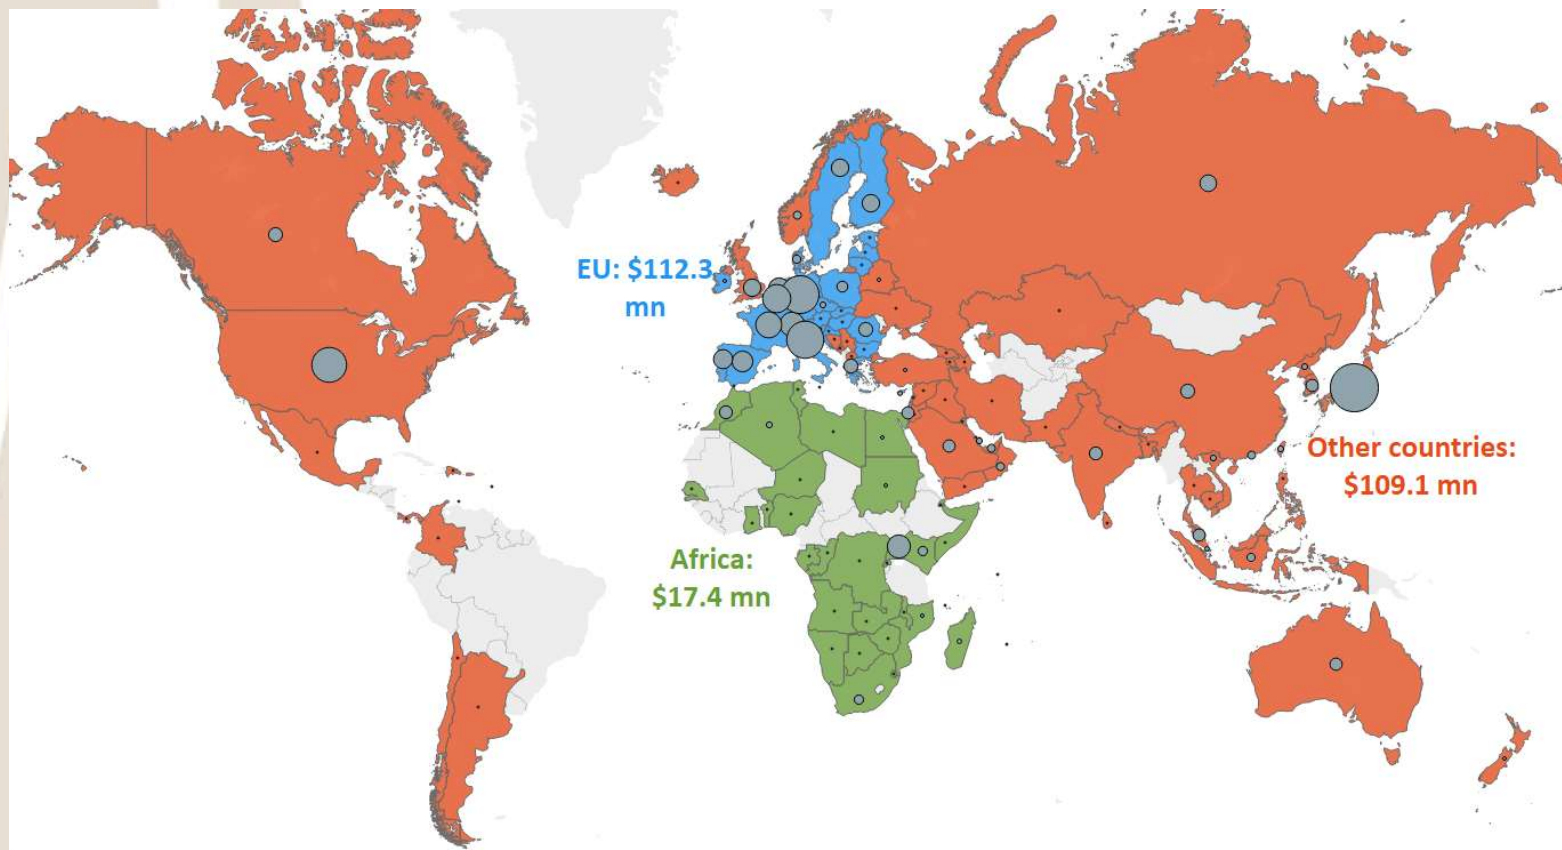 EU: $112.3
mn
Other countries:
$109.1 mn
Africa:
$17.4 mn